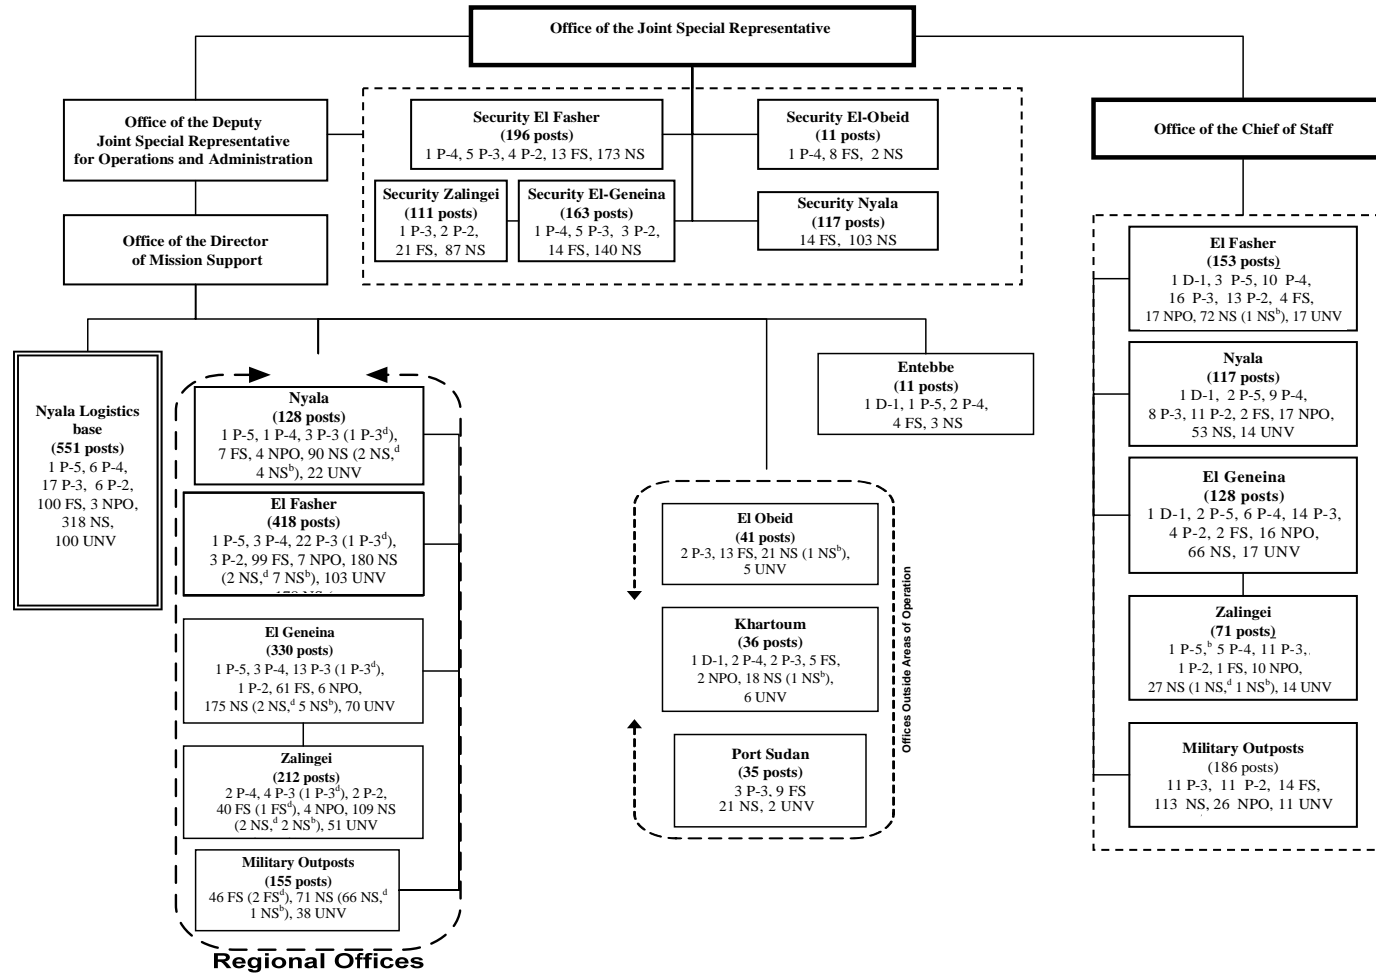 Office of the Joint Special Representative
Office of the Deputy
Joint Special Representative
for Operations and Administration
Office of the Director
of Mission Support
Security El Fasher
(196 posts)
1 P-4, 5 P-3, 4 P-2, 13 FS, 173 NS
Security El-Obeid
(11 posts)
1 P-4, 8 FS, 2 NS
Security Zalingei
(111 posts)
1 P-3, 2 P-2,
21 FS, 87 NS
Security El-Geneina
(163 posts)
1 P-4, 5 P-3, 3 P-2,
14 FS, 140 NS
Security Nyala
(117 posts)
14 FS, 103 NS
Office of the Chief of Staff
El Fasher
(153 posts)
1 D-1, 3 P-5, 10 P-4,
16 P-3, 13 P-2, 4 FS,
17 NPO, 72 NS (1 NSᵇ), 17 UNV
Nyala
(117 posts)
1 D-1, 2 P-5, 9 P-4,
8 P-3, 11 P-2, 2 FS, 17 NPO,
53 NS, 14 UNV
El Geneina
(128 posts)
1 D-1, 2 P-5, 6 P-4, 14 P-3,
4 P-2, 2 FS, 16 NPO,
66 NS, 17 UNV
Zalingei
(71 posts)
1 P-5,ᵇ 5 P-4, 11 P-3,
1 P-2, 1 FS, 10 NPO,
27 NS (1 NS,ᵈ 1 NSᵇ), 14 UNV
Military Outposts
(186 posts)
11 P-3, 11 P-2, 14 FS,
113 NS, 26 NPO, 11 UNV
Nyala Logistics
base
(551 posts)
1 P-5, 6 P-4,
17 P-3, 6 P-2,
100 FS, 3 NPO,
318 NS,
100 UNV
Nyala
(128 posts)
1 P-5, 1 P-4, 3 P-3 (1 P-3ᵈ),
7 FS, 4 NPO, 90 NS (2 NS,ᵈ
4 NSᵇ), 22 UNV
El Fasher
(418 posts)
1 P-5, 3 P-4, 22 P-3 (1 P-3ᵈ),
3 P-2, 99 FS, 7 NPO, 180 NS
(2 NS,ᵈ 7 NSᵇ), 103 UNV
El Geneina
(330 posts)
1 P-5, 3 P-4, 13 P-3 (1 P-3ᵈ),
1 P-2, 61 FS, 6 NPO,
175 NS (2 NS,ᵈ 5 NSᵇ), 70 UNV
Zalingei
(212 posts)
2 P-4, 4 P-3 (1 P-3ᵈ), 2 P-2,
40 FS (1 FSᵈ), 4 NPO, 109 NS
(2 NS,ᵈ 2 NSᵇ), 51 UNV
Military Outposts
(155 posts)
46 FS (2 FSᵈ), 71 NS (66 NS,ᵈ
1 NSᵇ), 38 UNV
Regional Offices
Entebbe
(11 posts)
1 D-1, 1 P-5, 2 P-4,
4 FS, 3 NS
El Obeid
(41 posts)
2 P-3, 13 FS, 21 NS (1 NSᵇ),
5 UNV
Khartoum
(36 posts)
1 D-1, 2 P-4, 2 P-3, 5 FS,
2 NPO, 18 NS (1 NSᵇ),
6 UNV
Port Sudan
(35 posts)
3 P-3, 9 FS
21 NS, 2 UNV
Offices Outside Areas of Operation